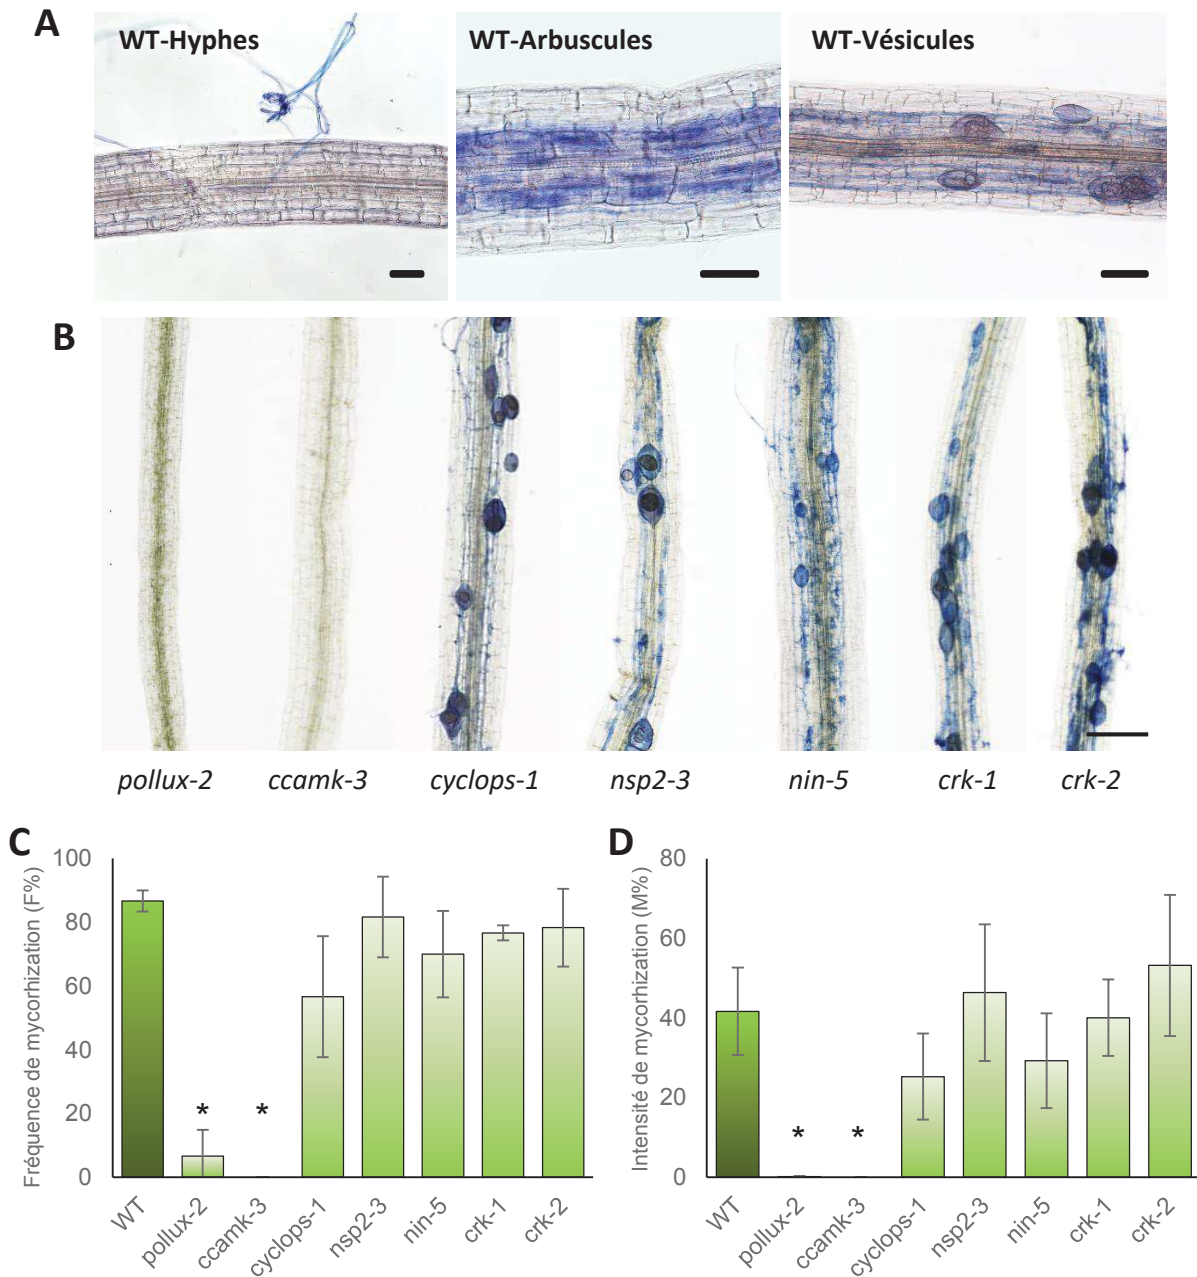 A
WT-Hyphes
WT-Arbuscules
WT-Vésicules
B
pollux-2
ccamk-3
cyclops-1
nsp2-3
nin-5
crk-1
crk-2
C
Fréquence de mycorhization (F%)
100
80
60
40
20
0
*
*
WT
pollux-2
ccamk-3
cyclops-1
nsp2-3
nin-5
crk-1
crk-2
D
Intensité de mycorhization (M%)
80
60
40
20
0
*
*
WT
pollux-2
ccamk-3
cyclops-1
nsp2-3
nin-5
crk-1
crk-2